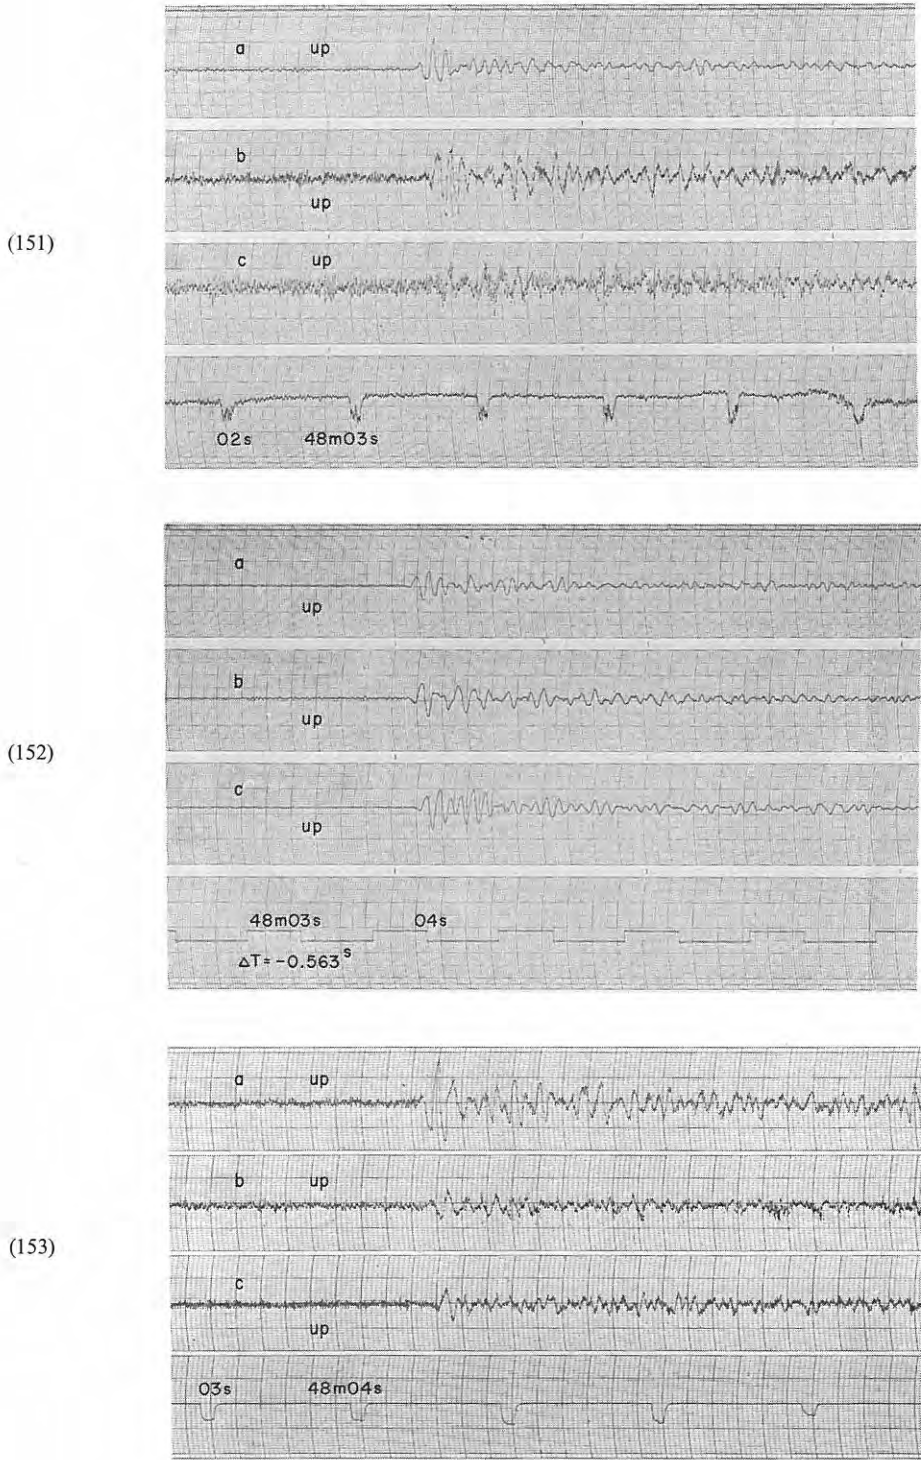 (151)
a up
b
up
c up
02s 48m03s
(152)
a
up
b
up
c
up
48m03s 04s
ΔT=-0.563s
(153)
a up
b up
c
up
03s 48m04s